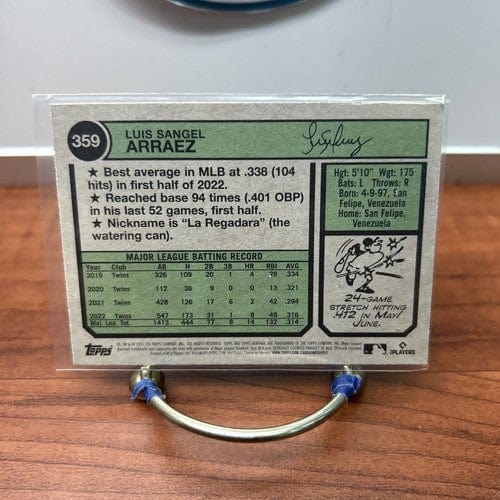 359
LUIS SANGEL
ARRAEZ
★ Best average in MLB at .338 (104
hits) in first half of 2022.
★ Reached base 94 times (.401 OBP)
in his last 52 games, first half.
★ Nickname is "La Regadara" (the
watering can).
Hgt: 5'10" Wgt: 175
Bats: L Throws: R
Born: 4-9-97, San
Felipe, Venezuela
Home: San Felipe,
Venezuela
MAJOR LEAGUE BATTING RECORD
Year Club AB H 2B 3B HR RBI AVG
2019 Twins 326 109 20 1 4 28 .334
2020 Twins 112 36 9 0 0 13 .321
2021 Twins 428 126 17 6 2 42 .294
2022 Twins 547 173 31 1 8 49 .316
Maj. Lea. Tot. 1413 444 77 8 14 132 .314
24-GAME
STRETCH HITTING
.412 IN MAY/
JUNE.
TOPPS
PLAYERS